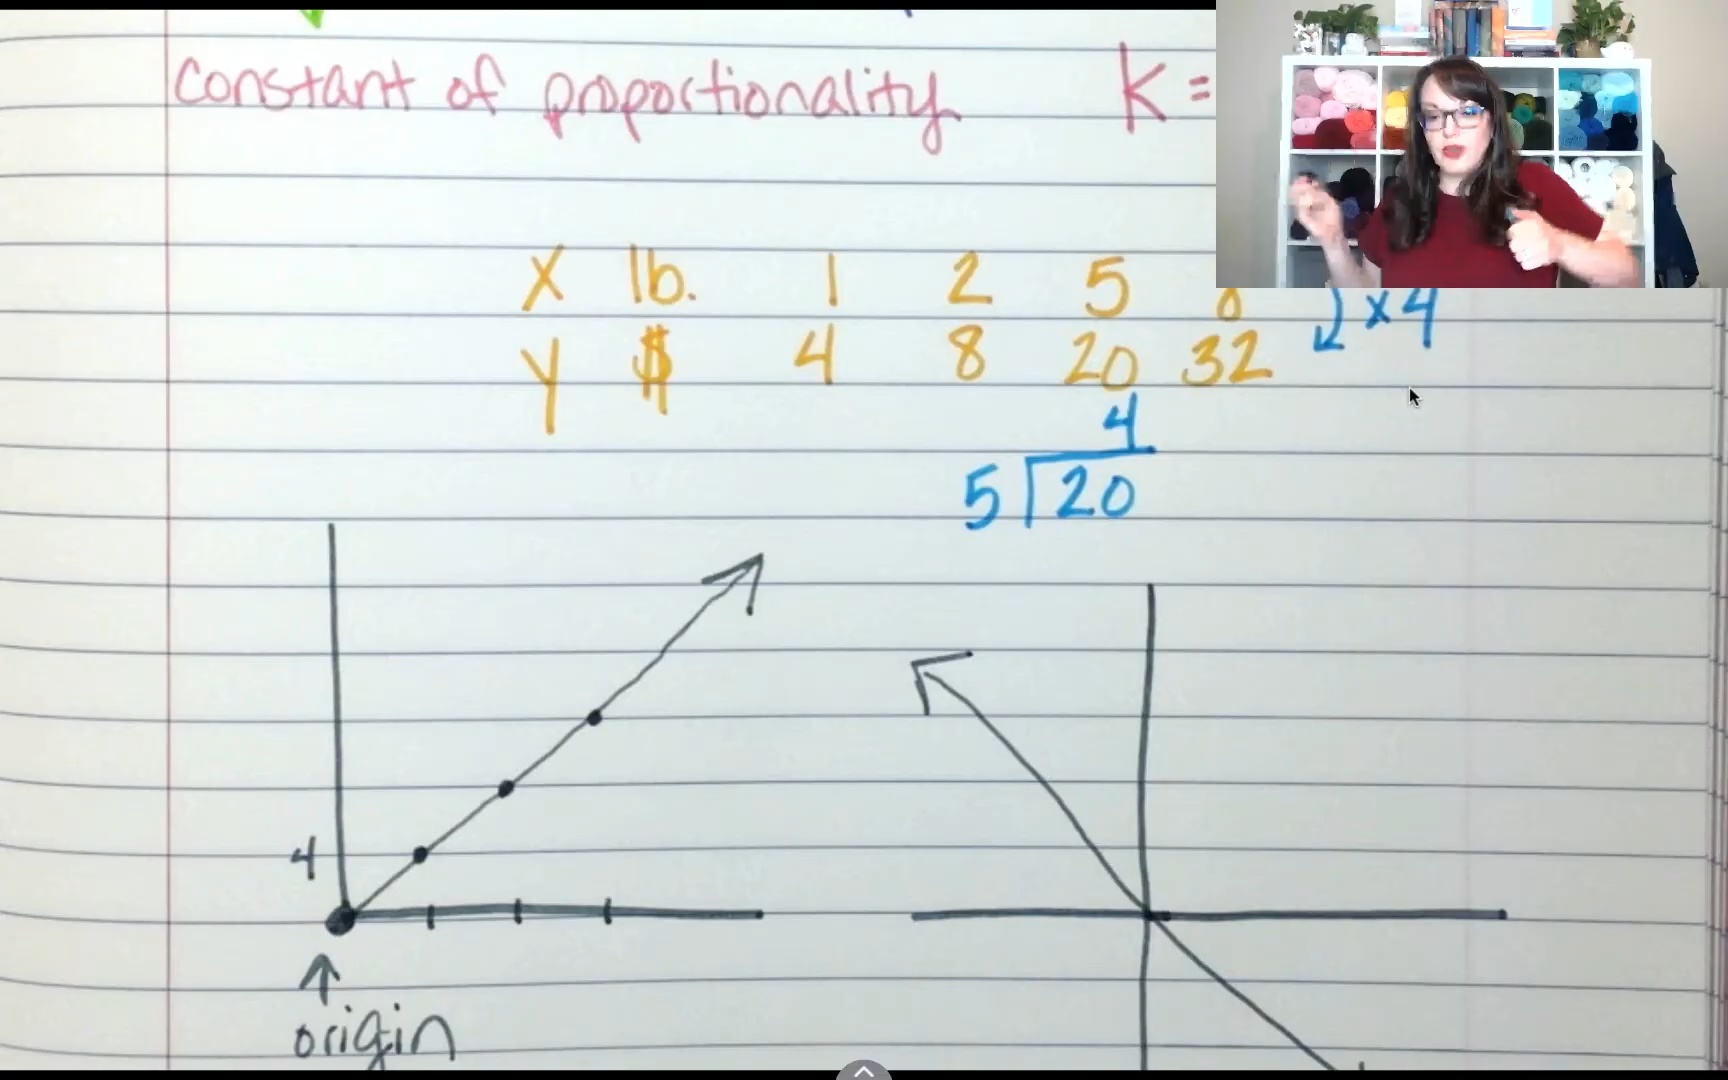 constant of proportionality k =
x lb. 1 2 5
y $ 4 8 20 32
x 4
4
5 20
4
origin